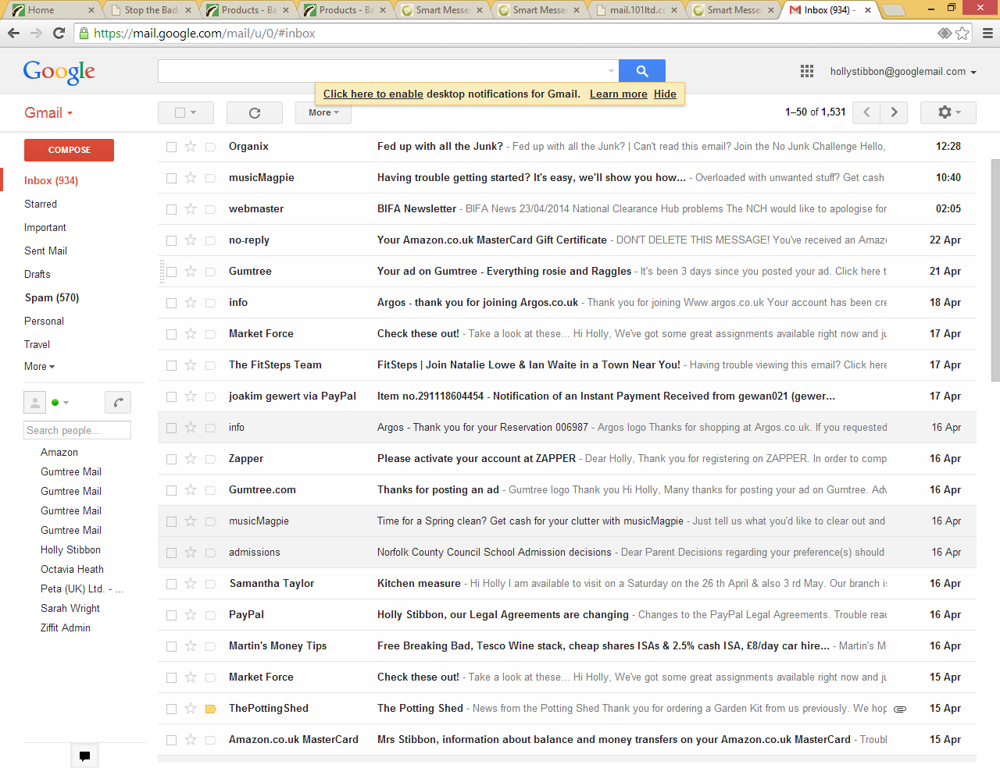 Home
Stop the Bad
Products - Ba
Products - Ba
Smart Messe
Smart Messe
mail.101ltd.c
Smart Messe
Inbox (934) -
https://mail.google.com/mail/u/0/#inbox
Google
hollystibbon@googlemail.com
Click here to enable desktop notifications for Gmail. Learn more Hide
Gmail
More
1–50 of 1,531
COMPOSE
Inbox (934)
Starred
Important
Sent Mail
Drafts
Spam (570)
Personal
Travel
More
Search people...
Amazon
Gumtree Mail
Gumtree Mail
Gumtree Mail
Gumtree Mail
Holly Stibbon
Octavia Heath
Peta (UK) Ltd. - ...
Sarah Wright
Ziffit Admin
Organix Fed up with all the Junk? - Fed up with all the Junk? | Can't read this email? Join the No Junk Challenge Hello, 12:28
musicMagpie Having trouble getting started? It's easy, we'll show you how... - Overloaded with unwanted stuff? Get cash 10:40
webmaster BIFA Newsletter - BIFA News 23/04/2014 National Clearance Hub problems The NCH would like to apologise for 02:05
no-reply Your Amazon.co.uk MasterCard Gift Certificate - DON'T DELETE THIS MESSAGE! You've received an Amazo 22 Apr
Gumtree Your ad on Gumtree - Everything rosie and Raggles - It's been 3 days since you posted your ad. Click here t 21 Apr
info Argos - thank you for joining Argos.co.uk - Thank you for joining Www.argos.co.uk Your account has been cre 18 Apr
Market Force Check these out! - Take a look at these... Hi Holly, We've got some great assignments available right now and ju 17 Apr
The FitSteps Team FitSteps | Join Natalie Lowe & Ian Waite in a Town Near You! - Having trouble viewing this email? Click here 17 Apr
joakim gewert via PayPal Item no.291118604454 - Notification of an Instant Payment Received from gewan021 (gewer... 17 Apr
info Argos - Thank you for your Reservation 006987 - Argos logo Thanks for shopping at Argos.co.uk. If you requested 16 Apr
Zapper Please activate your account at ZAPPER - Dear Holly, Thank you for registering on ZAPPER. In order to comp 16 Apr
Gumtree.com Thanks for posting an ad - Gumtree logo Thank you Hi Holly, Many thanks for posting your ad on Gumtree. Adv 16 Apr
musicMagpie Time for a Spring clean? Get cash for your clutter with musicMagpie - Just tell us what you'd like to clear out and 16 Apr
admissions Norfolk County Council School Admission decisions - Dear Parent Decisions regarding your preference(s) should 16 Apr
Samantha Taylor Kitchen measure - Hi Holly I am available to visit on a Saturday on the 26 th April & also 3 rd May. Our branch is 16 Apr
PayPal Holly Stibbon, our Legal Agreements are changing - Changes to the PayPal Legal Agreements. Trouble reac 16 Apr
Martin's Money Tips Free Breaking Bad, Tesco Wine stack, cheap shares ISAs & 2.5% cash ISA, £8/day car hire... - Martin's M 16 Apr
Market Force Check these out! - Take a look at these... Hi Holly, We've got some great assignments available right now and ju 15 Apr
ThePottingShed The Potting Shed - News from the Potting Shed Thank you for ordering a Garden Kit from us previously. We hop 15 Apr
Amazon.co.uk MasterCard Mrs Stibbon, information about balance and money transfers on your Amazon.co.uk MasterCard - Troubl 15 Apr